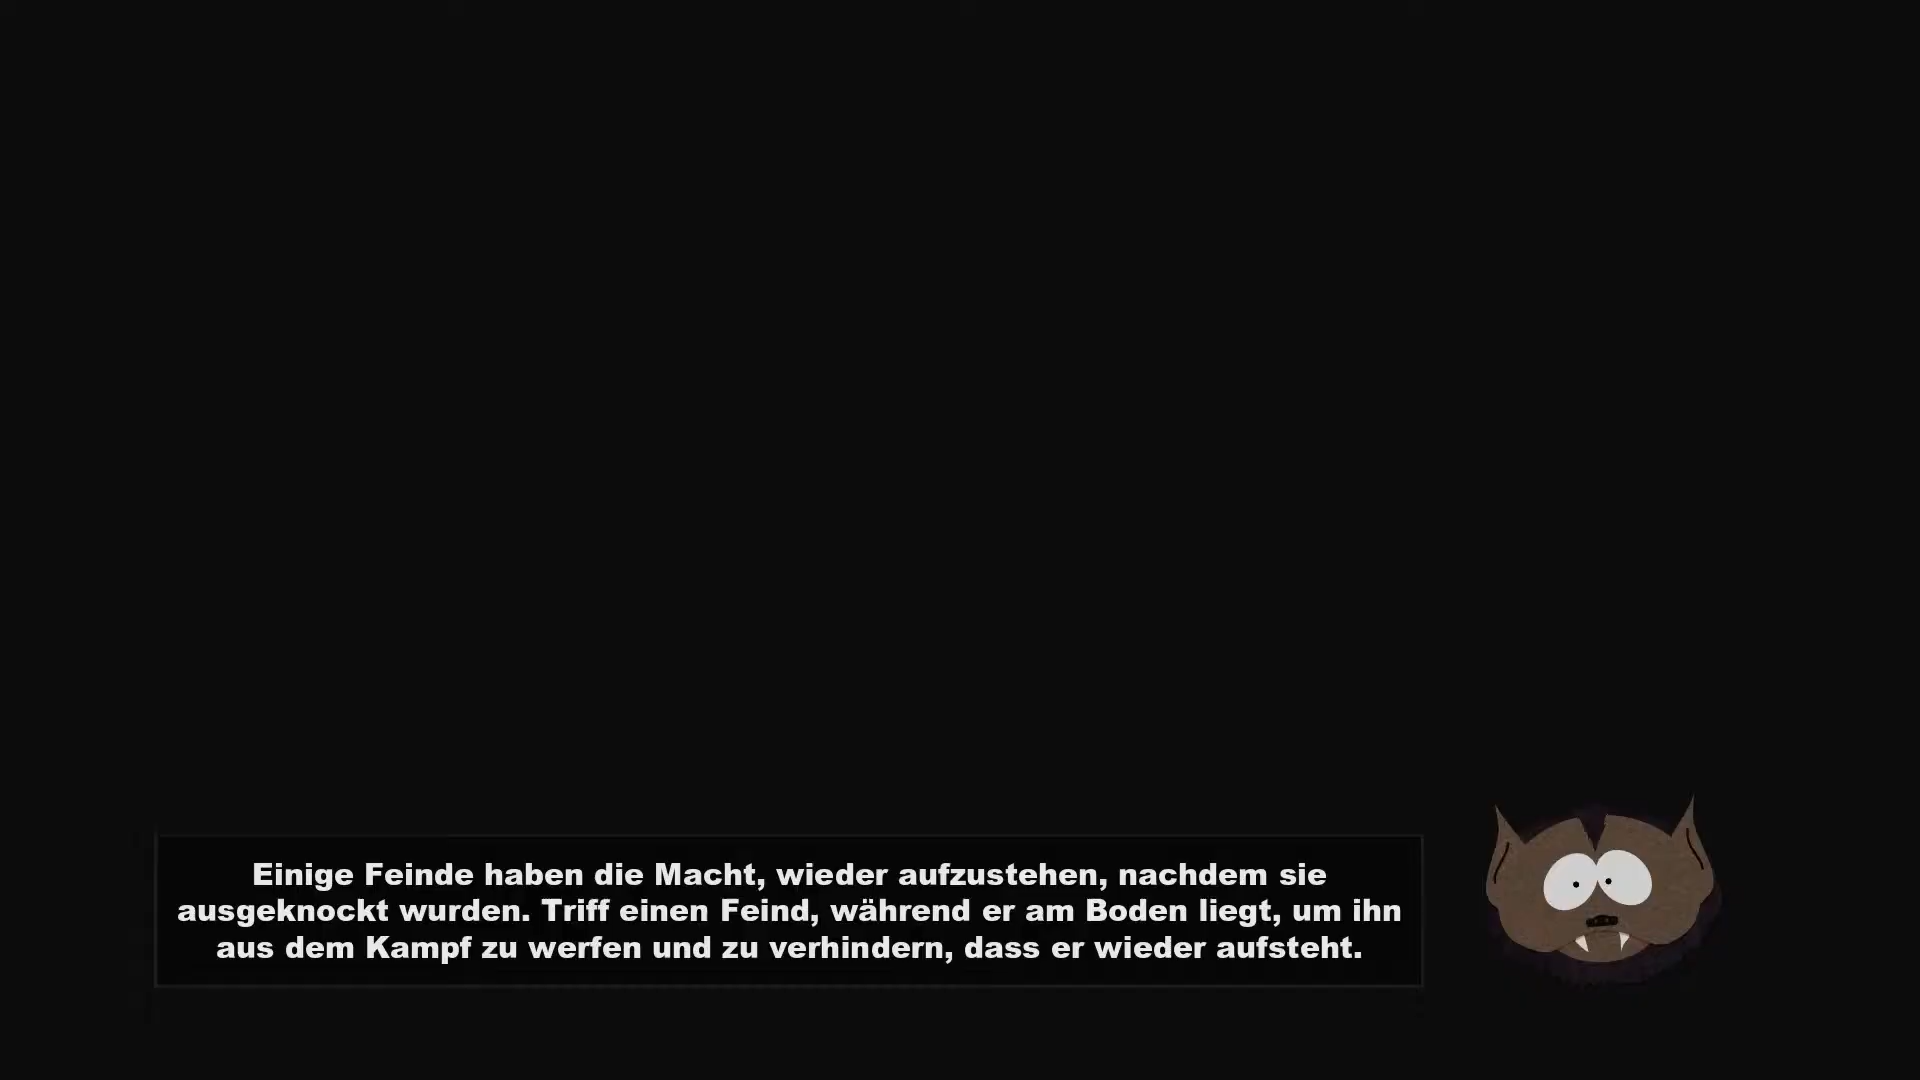 Einige Feinde haben die Macht, wieder aufzustehen, nachdem sie
ausgeknockt wurden. Triff einen Feind, während er am Boden liegt, um ihn
aus dem Kampf zu werfen und zu verhindern, dass er wieder aufsteht.